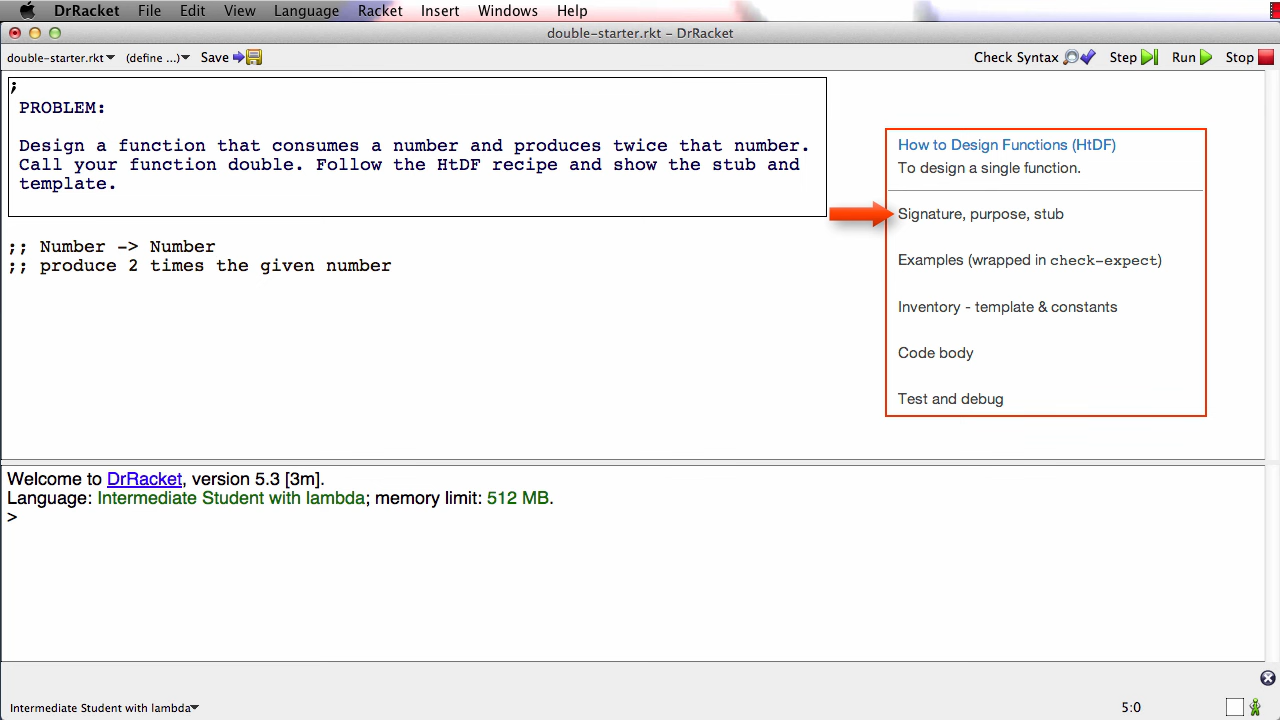 DrRacket File Edit View Language Racket Insert Windows Help
double-starter.rkt - DrRacket
double-starter.rkt▾ (define ...)▾ Save Check Syntax Step Run Stop
;
PROBLEM:
Design a function that consumes a number and produces twice that number.
Call your function double. Follow the HtDF recipe and show the stub and
template.
;; Number -> Number
;; produce 2 times the given number
How to Design Functions (HtDF)
To design a single function.
Signature, purpose, stub
Examples (wrapped in check-expect)
Inventory - template & constants
Code body
Test and debug
Welcome to DrRacket, version 5.3 [3m].
Language: Intermediate Student with lambda; memory limit: 512 MB.
>
Intermediate Student with lambda▾ 5:0